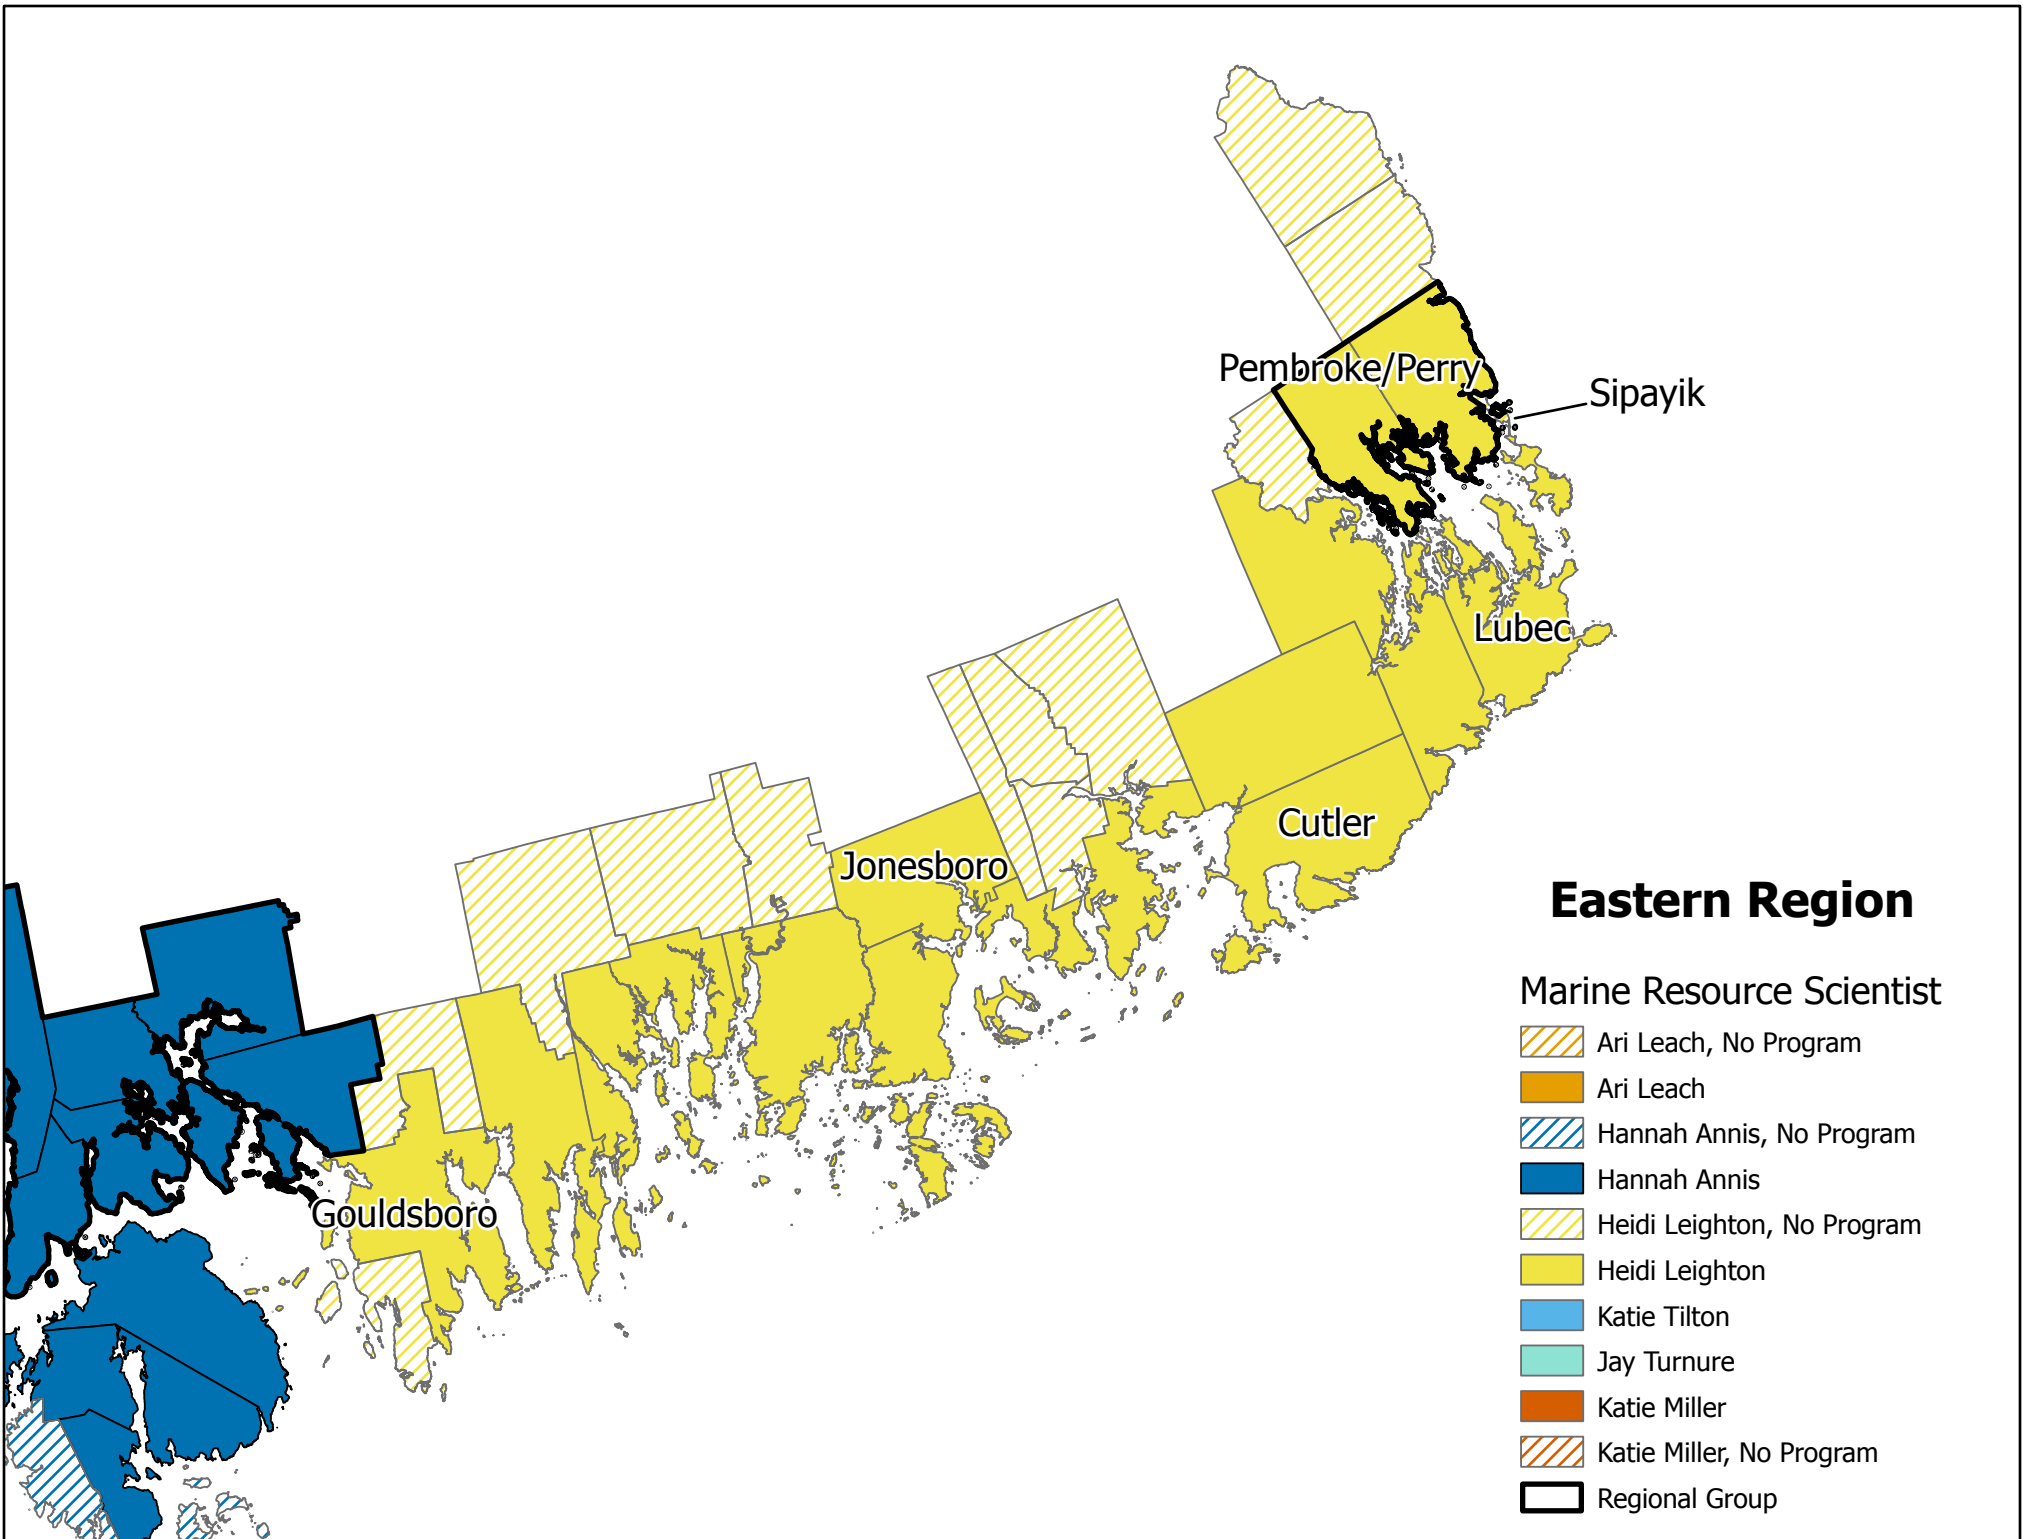 Pembroke/Perry
Sipayik
Lubec
Cutler
Jonesboro
Gouldsboro
Eastern Region
Marine Resource Scientist
Ari Leach, No Program
Ari Leach
Hannah Annis, No Program
Hannah Annis
Heidi Leighton, No Program
Heidi Leighton
Katie Tilton
Jay Turnure
Katie Miller
Katie Miller, No Program
Regional Group